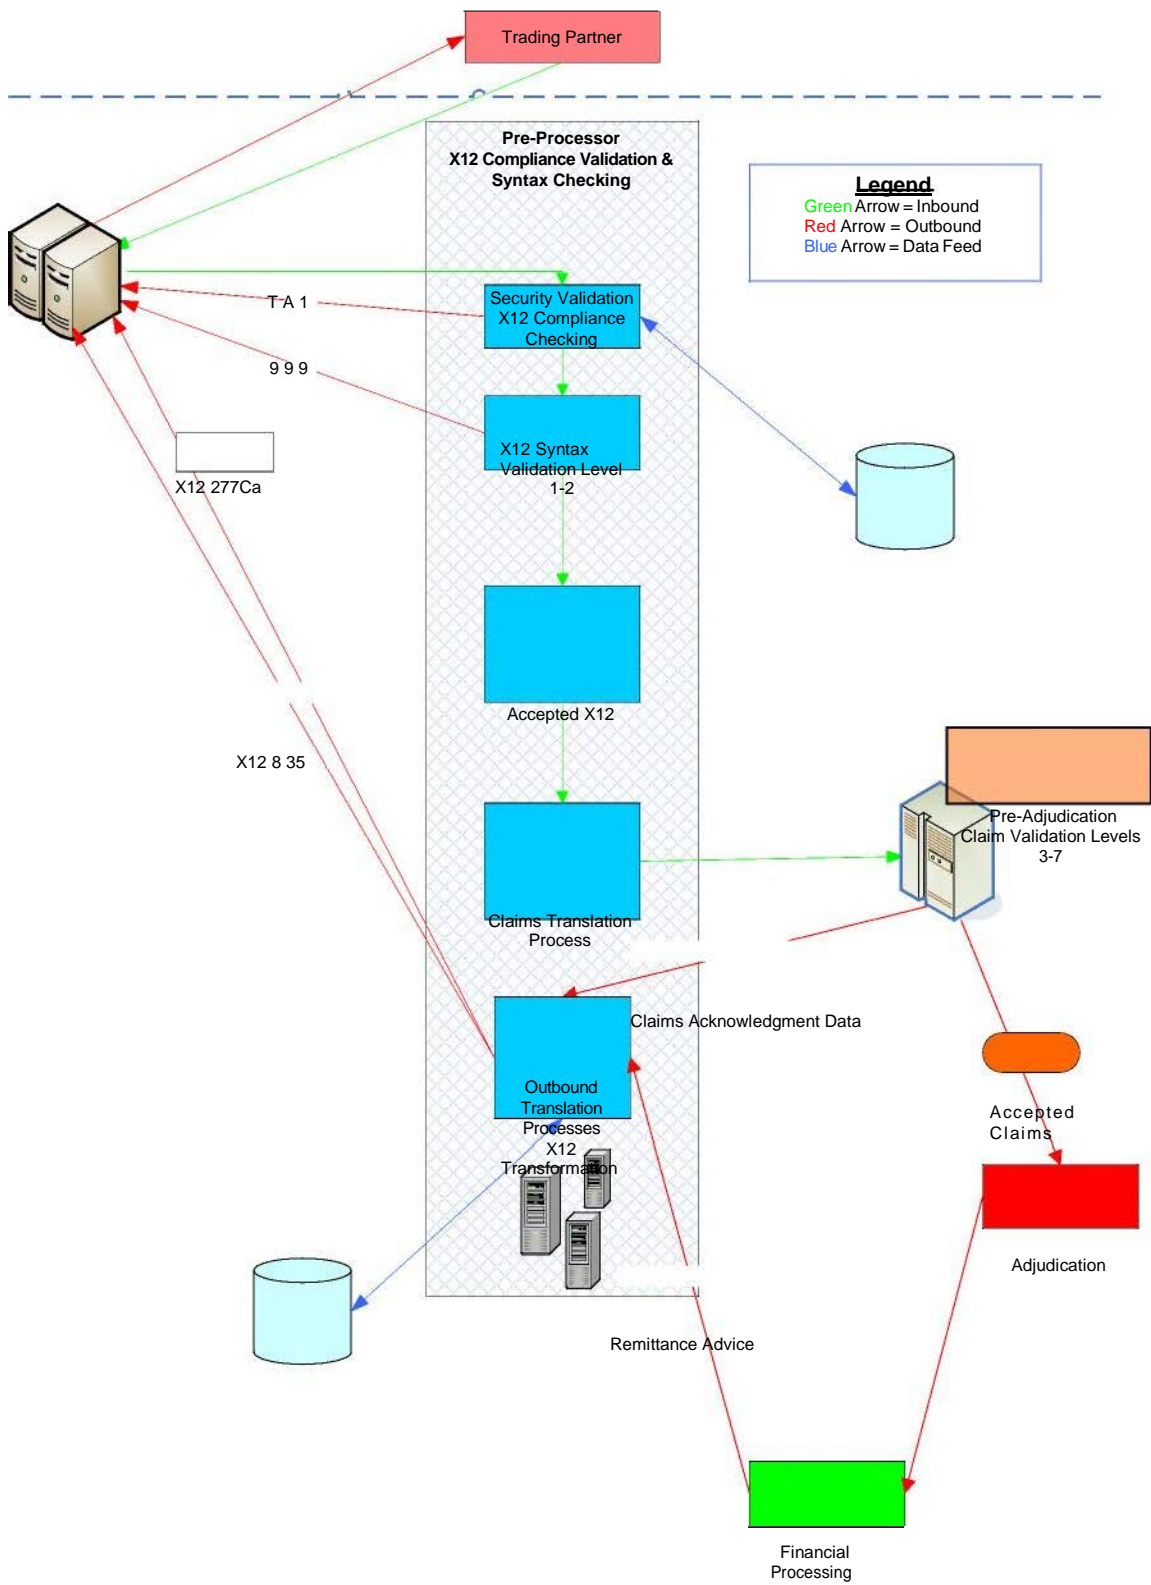 Trading Partner
Pre-Processor
X12 Compliance Validation &
Syntax Checking
Legend
Green Arrow = Inbound
Red Arrow = Outbound
Blue Arrow = Data Feed
Security Validation
X12 Compliance
Checking
T A 1
9 9 9
X12 Syntax
Validation Level
1-2
X12 277Ca
Accepted X12
X12 8 35
Pre-Adjudication
Claim Validation Levels
3-7
Claims Translation
Process
Claims Acknowledgment Data
Outbound
Translation
Processes
X12
Transformation
Accepted
Claims
Adjudication
Remittance Advice
Financial
Processing